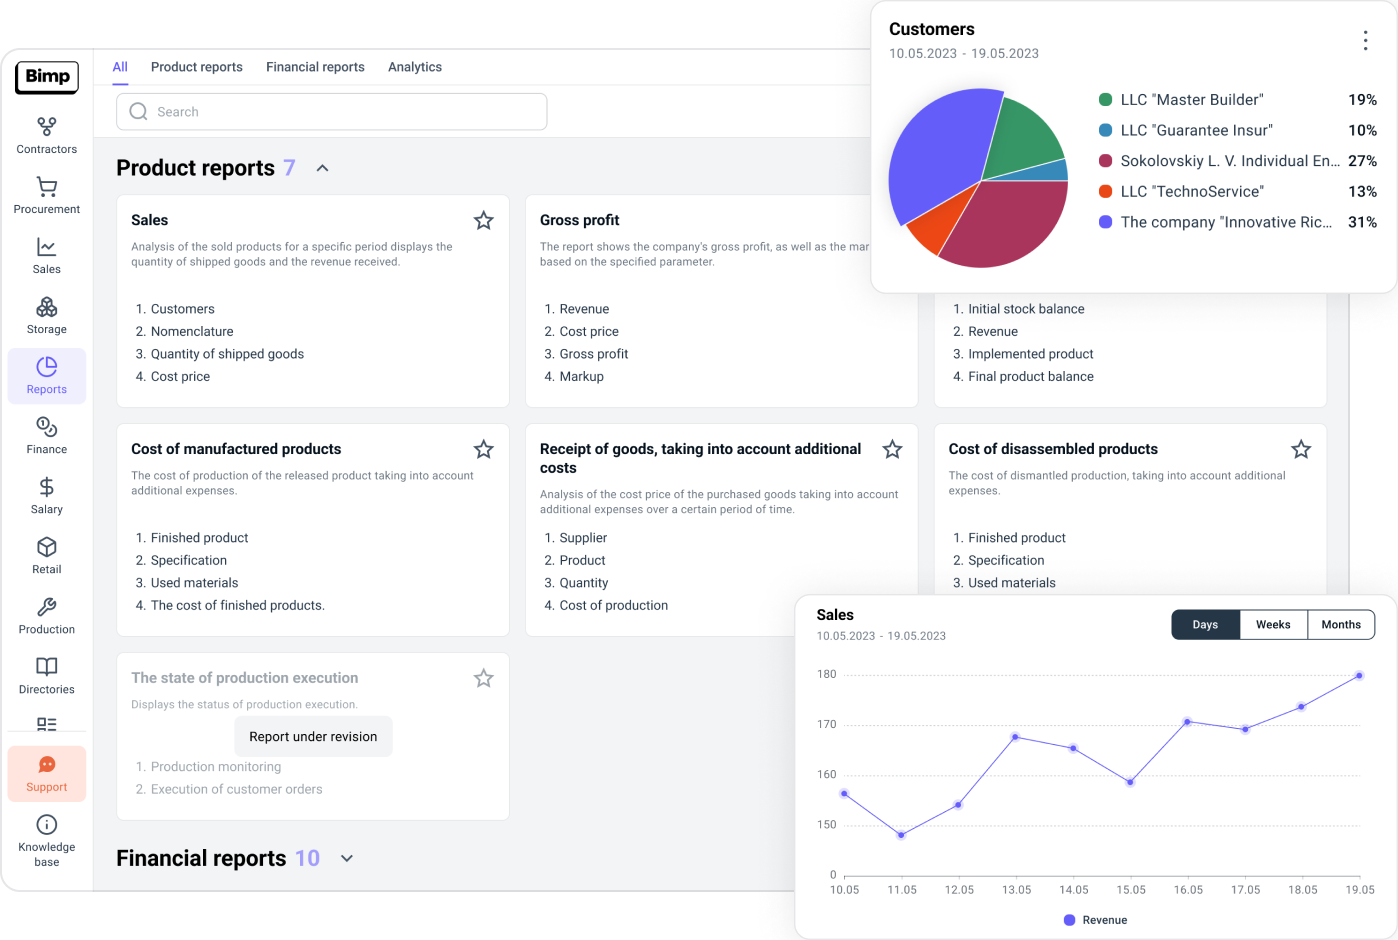 Bimp
Contractors
Procurement
Sales
Storage
Reports
Finance
Salary
Retail
Production
Directories
Support
Knowledge
base
All
Product reports
Financial reports
Analytics
Search
Product reports 7
Sales
Analysis of the sold products for a specific period displays the
quantity of shipped goods and the revenue received.
1. Customers
2. Nomenclature
3. Quantity of shipped goods
4. Cost price
Gross profit
The report shows the company's gross profit, as well as the mar
based on the specified parameter.
1. Revenue
2. Cost price
3. Gross profit
4. Markup
1. Initial stock balance
2. Revenue
3. Implemented product
4. Final product balance
Cost of manufactured products
The cost of production of the released product taking into account
additional expenses.
1. Finished product
2. Specification
3. Used materials
4. The cost of finished products.
Receipt of goods, taking into account additional
costs
Analysis of the cost price of the purchased goods taking into account
additional expenses over a certain period of time.
1. Supplier
2. Product
3. Quantity
4. Cost of production
Cost of disassembled products
The cost of dismantled production, taking into account additional
expenses.
1. Finished product
2. Specification
3. Used materials
The state of production execution
Displays the status of production execution.
Report under revision
1. Production monitoring
2. Execution of customer orders
Financial reports 10
Customers
10.05.2023 - 19.05.2023
LLC "Master Builder" 19%
LLC "Guarantee Insur" 10%
Sokolovskiy L. V. Individual En... 27%
LLC "TechnoService" 13%
The company "Innovative Ric... 31%
Sales
10.05.2023 - 19.05.2023
Days
Weeks
Months
180
170
160
150
0
10.05 11.05 12.05 13.05 14.05 15.05 16.05 17.05 18.05 19.05
Revenue